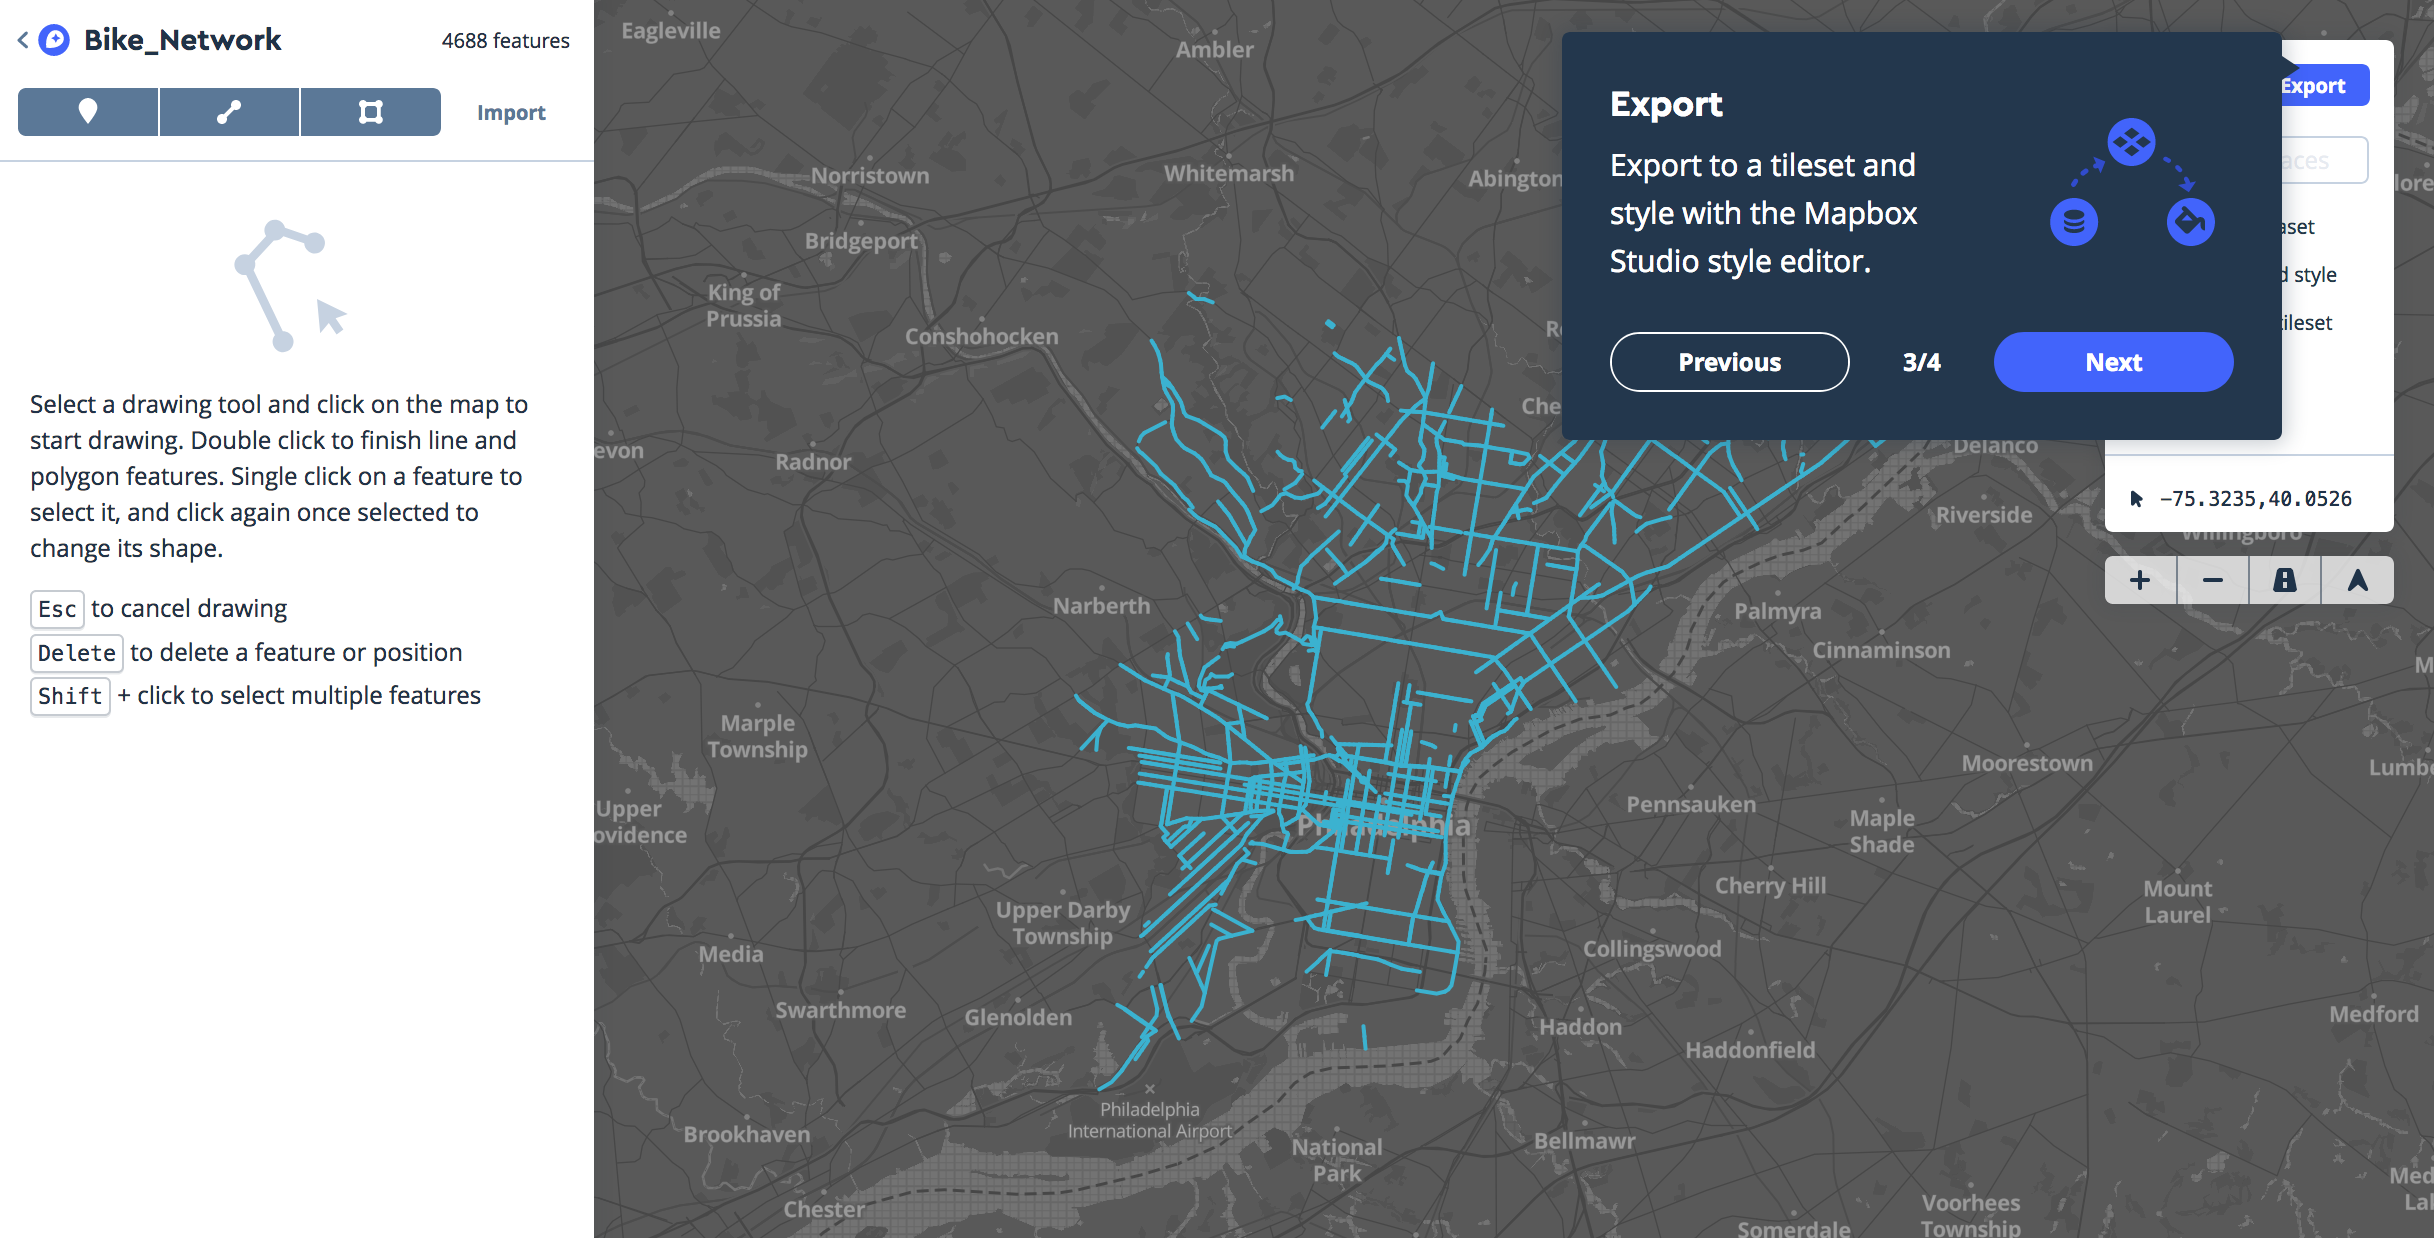 Bike_Network
4688 features
Import
Select a drawing tool and click on the map to
start drawing. Double click to finish line and
polygon features. Single click on a feature to
select it, and click again once selected to
change its shape.
Esc to cancel drawing
Delete to delete a feature or position
Shift + click to select multiple features
Export
Export to a tileset and
style with the Mapbox
Studio style editor.
Previous
3/4
Next
Export
aces
aset
d style
tileset
-75.3235,40.0526
Eagleville
Ambler
Norristown
Whitemarsh
Abington
Bridgeport
King of
Prussia
Conshohocken
Che
evon
Radnor
Delanco
Riverside
Willingboro
Narberth
Palmyra
Cinnaminson
Marple
Township
Moorestown
Lumbe
Upper
ovidence
Pennsauken
Maple
Shade
Philadelphia
Cherry Hill
Mount
Laurel
Upper Darby
Township
Collingswood
Media
Swarthmore
Glenolden
Haddon
Medford
Haddonfield
Philadelphia
International Airport
Brookhaven
National
Park
Bellmawr
Med
La
Chester
Voorhees
Township
Somerdale